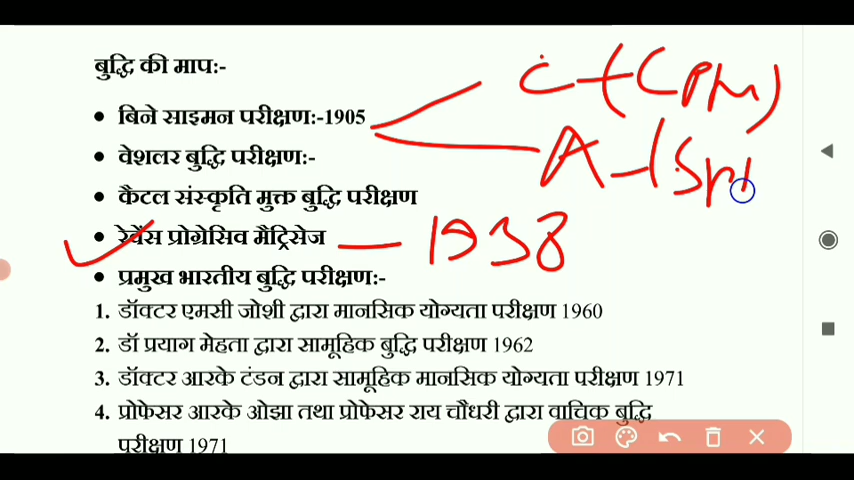 बुद्धि की माप:-
C - (CPM)
• बिने साइमन परीक्षण:-1905
• वेशलर बुद्धि परीक्षण:-
A - (SPM
• कैटल संस्कृति मुक्त बुद्धि परीक्षण
• रेवेंस प्रोग्रेसिव मैट्रिसेज — 1938
• प्रमुख भारतीय बुद्धि परीक्षण:-
1. डॉक्टर एमसी जोशी द्वारा मानसिक योग्यता परीक्षण 1960
2. डॉ प्रयाग मेहता द्वारा सामूहिक बुद्धि परीक्षण 1962
3. डॉक्टर आरके टंडन द्वारा सामूहिक मानसिक योग्यता परीक्षण 1971
4. प्रोफेसर आरके ओझा तथा प्रोफेसर राय चौधरी द्वारा वाचिक बुद्धि
परीक्षण 1971